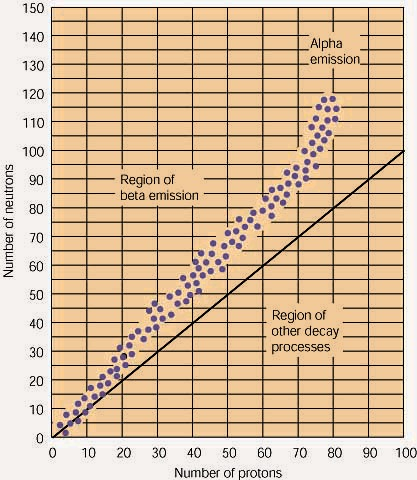 150
140
130
120
110
100
90
80
70
60
50
40
30
20
10
0
Number of neutrons
Alpha
emission
Region of
beta emission
Region of
other decay
processes
0 10 20 30 40 50 60 70 80 90 100
Number of protons